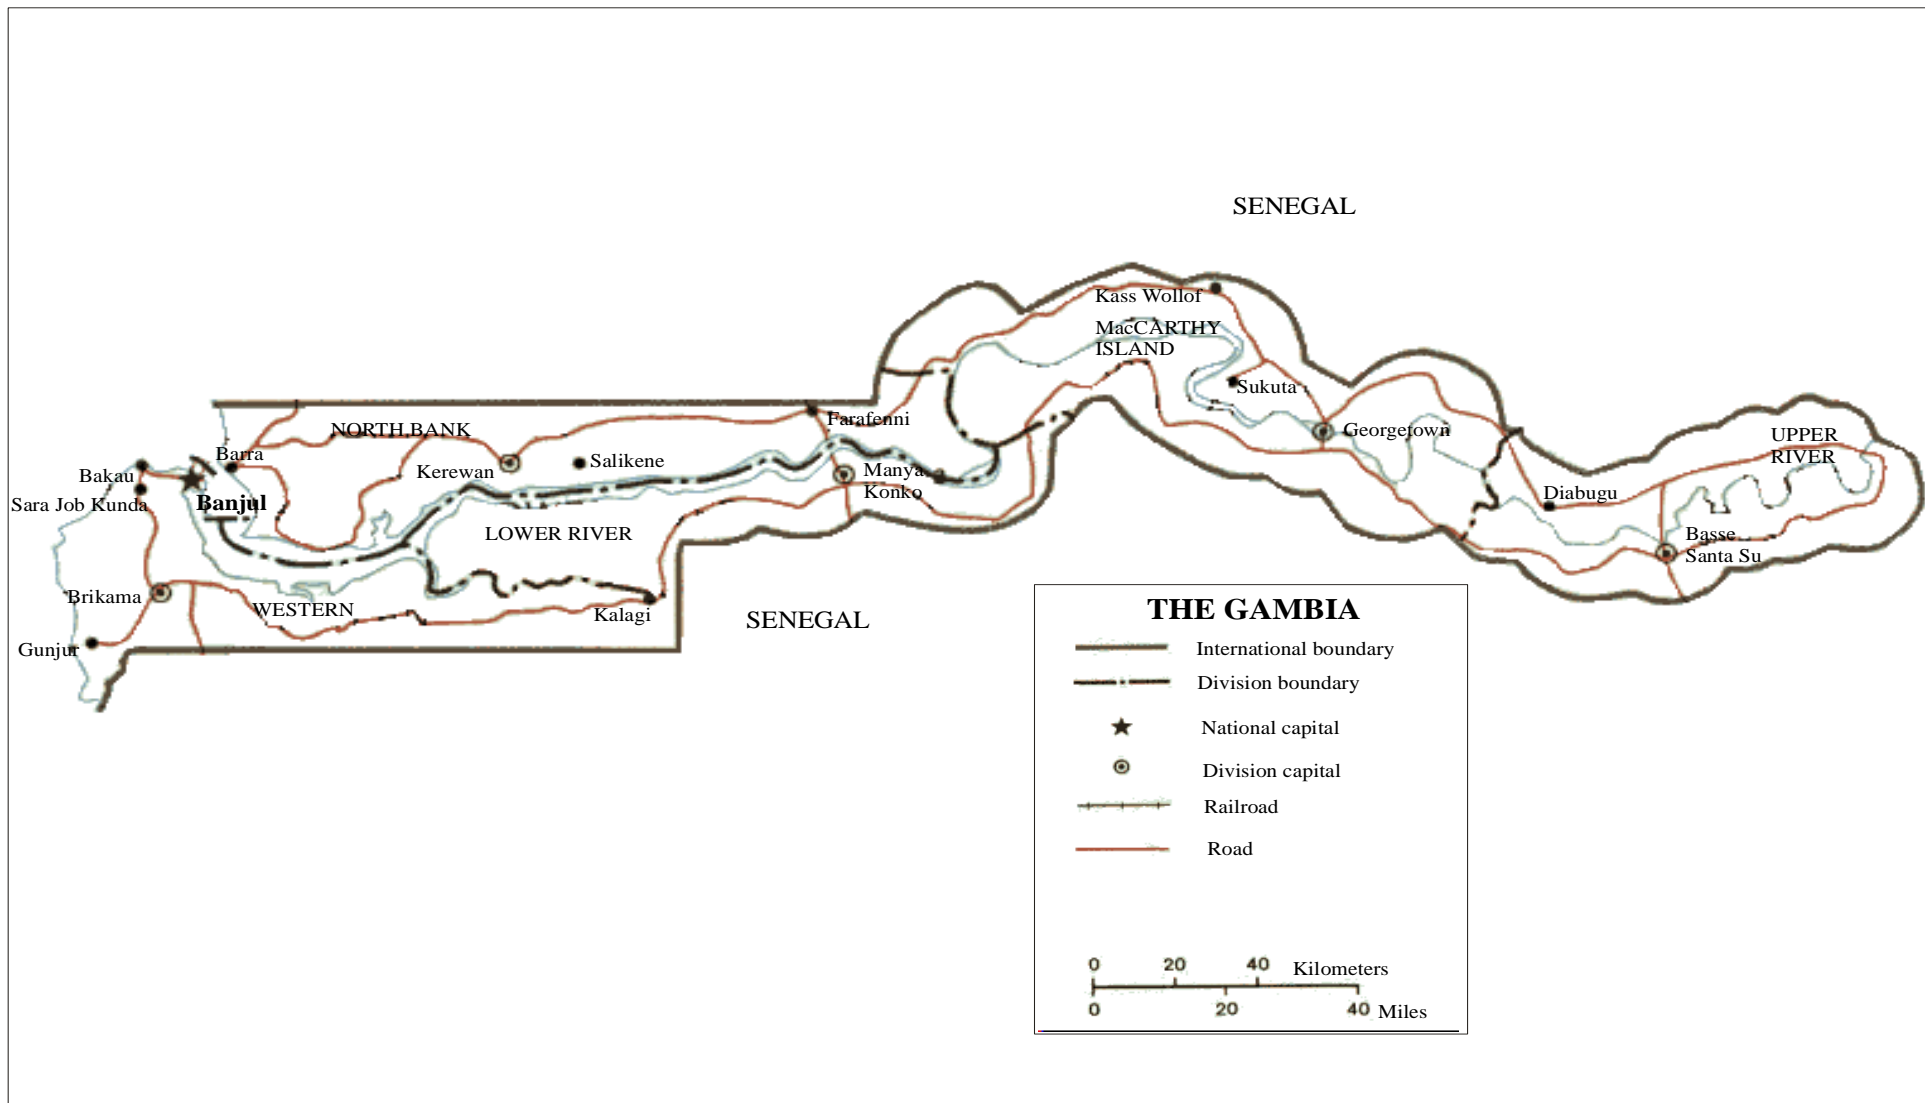 SENEGAL
Kass Wollof
MacCARTHY
ISLAND
Sukuta
Farafenni
NORTH BANK
Georgetown
UPPER
RIVER
Barra
Bakau
Kerewan
Salikene
Manya
Konko
Sara Job Kunda
Banjul
Diabugu
LOWER RIVER
Basse
Santa Su
Brikama
WESTERN
Kalagi
SENEGAL
Gunjur
THE GAMBIA
International boundary
Division boundary
National capital
Division capital
Railroad
Road
0 20 40 Kilometers
0 20 40 Miles